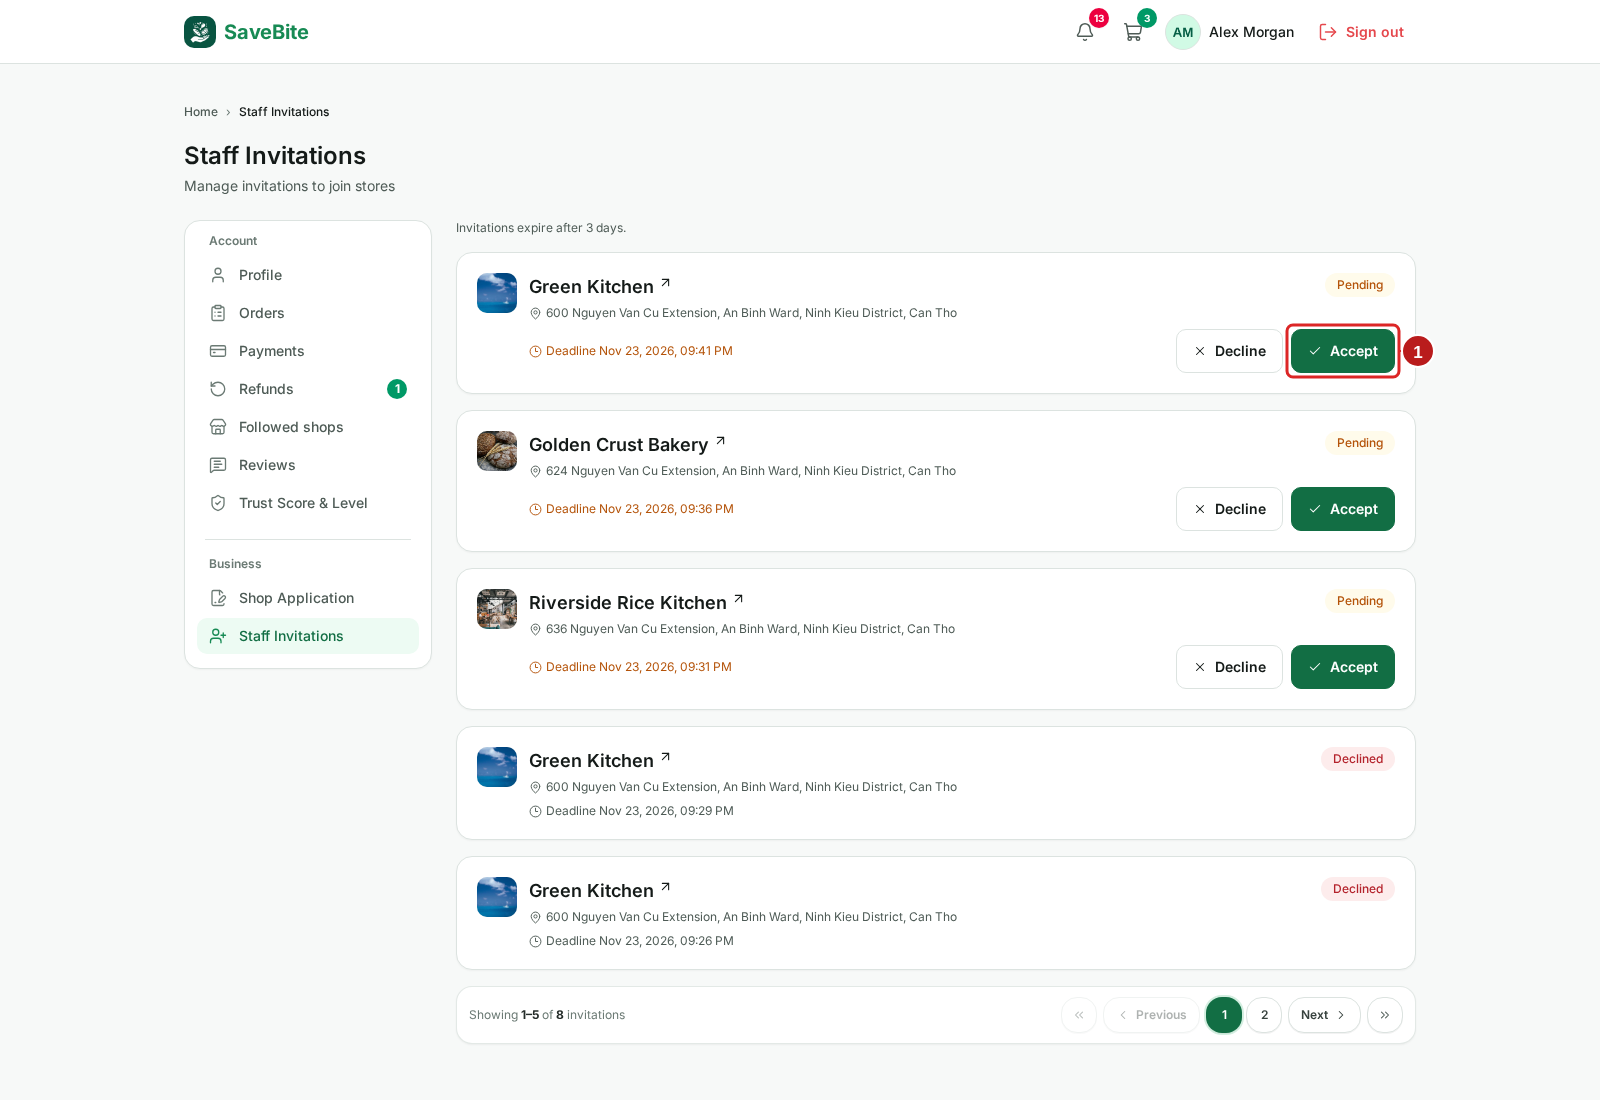 SaveBite
13
3
AM
Alex Morgan
Sign out
Home › Staff Invitations
Staff Invitations
Manage invitations to join stores
Account
Profile
Orders
Payments
Refunds
1
Followed shops
Reviews
Trust Score & Level
Business
Shop Application
Staff Invitations
Invitations expire after 3 days.
Green Kitchen
Pending
600 Nguyen Van Cu Extension, An Binh Ward, Ninh Kieu District, Can Tho
Deadline Nov 23, 2026, 09:41 PM
Decline
Accept
1
Golden Crust Bakery
Pending
624 Nguyen Van Cu Extension, An Binh Ward, Ninh Kieu District, Can Tho
Deadline Nov 23, 2026, 09:36 PM
Decline
Accept
Riverside Rice Kitchen
Pending
636 Nguyen Van Cu Extension, An Binh Ward, Ninh Kieu District, Can Tho
Deadline Nov 23, 2026, 09:31 PM
Decline
Accept
Green Kitchen
Declined
600 Nguyen Van Cu Extension, An Binh Ward, Ninh Kieu District, Can Tho
Deadline Nov 23, 2026, 09:29 PM
Green Kitchen
Declined
600 Nguyen Van Cu Extension, An Binh Ward, Ninh Kieu District, Can Tho
Deadline Nov 23, 2026, 09:26 PM
Showing 1–5 of 8 invitations
« ‹ Previous 1 2 Next › »